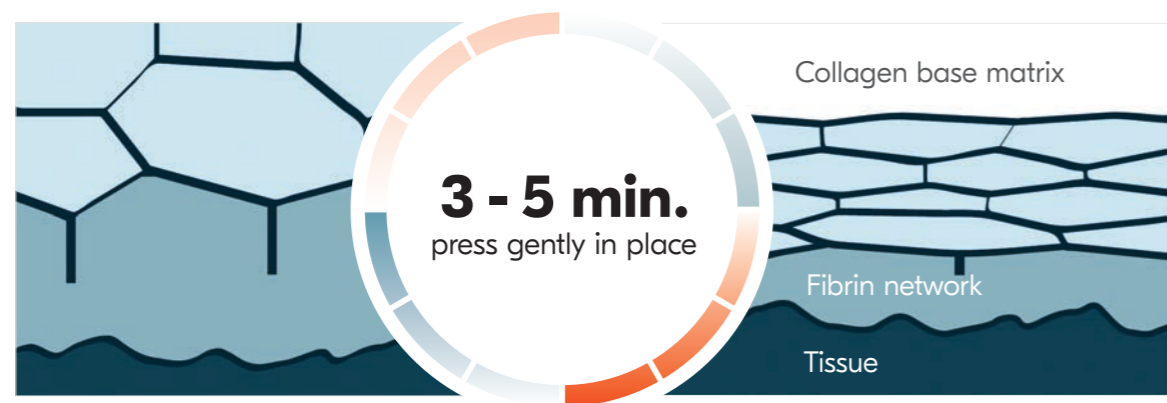 3 - 5 min.
press gently in place
Collagen base matrix
Fibrin network
Tissue